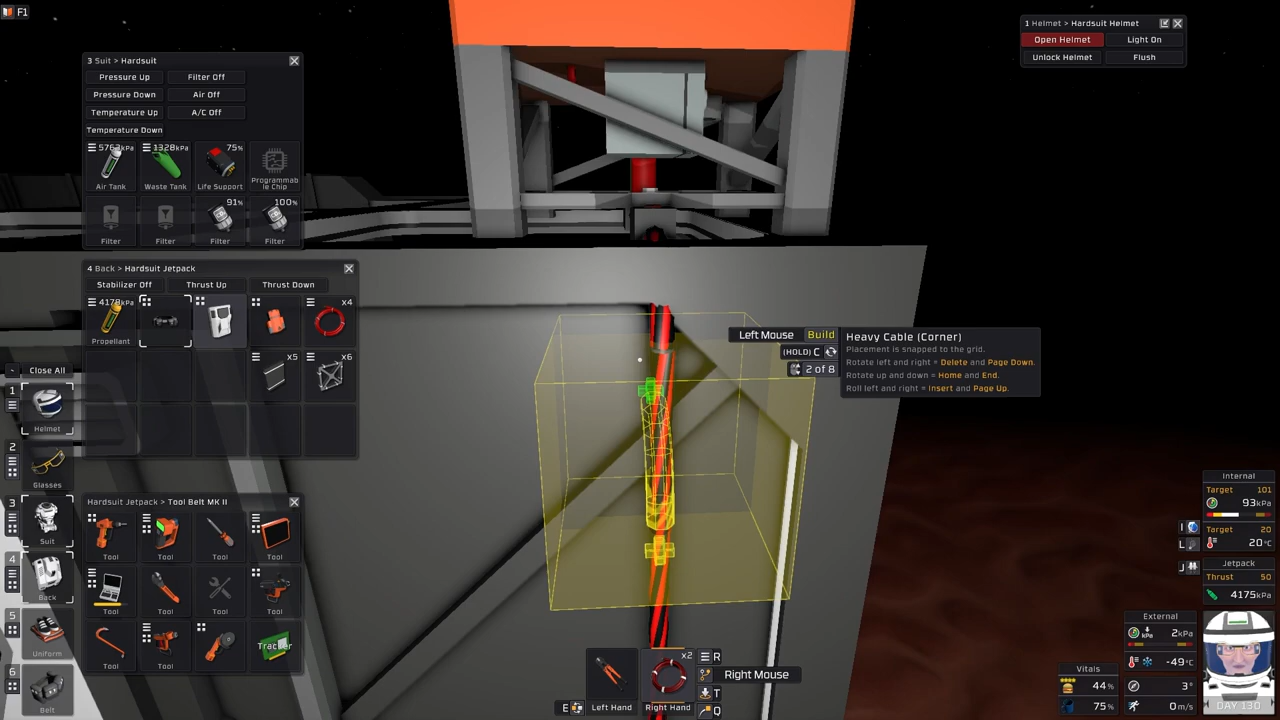 F1
3 Suit > Hardsuit
Pressure Up
Filter Off
Pressure Down
Air Off
Temperature Up
A/C Off
Temperature Down
1328kPa
75%
Air Tank
Waste Tank
Life Support
Programmab
le Chip
91%
100%
Filter
Filter
Filter
Filter
4 Back > Hardsuit Jetpack
Stabilizer Off
Thrust Up
Thrust Down
x4
Propellant
x5
x6
Close All
1
Helmet
2
Glasses
3
Suit
4
Back
5
Uniform
6
Belt
Hardsuit Jetpack > Tool Belt MK II
Tool
Tool
Tool
Tool
Tool
Tool
Tool
Tool
Tool
Tool
Tool
Tracker
1 Helmet > Hardsuit Helmet
Open Helmet
Light On
Unlock Helmet
Flush
Left Mouse
Build
(HOLD) C
2 of 8
Heavy Cable (Corner)
Placement is snapped to the grid.
Rotate left and right = Delete and Page Down.
Rotate up and down = Home and End.
Roll left and right = insert and Page Up.
x2
R
Right Mouse
T
E
Left Hand
Right Hand
Q
Internal
Target 101
93kPa
Target 20
20°C
Jetpack
Thrust 50
4175kPa
External
kPa
2kPa
-49°C
Vitals
44%
3°
75%
0m/s
DAY 130